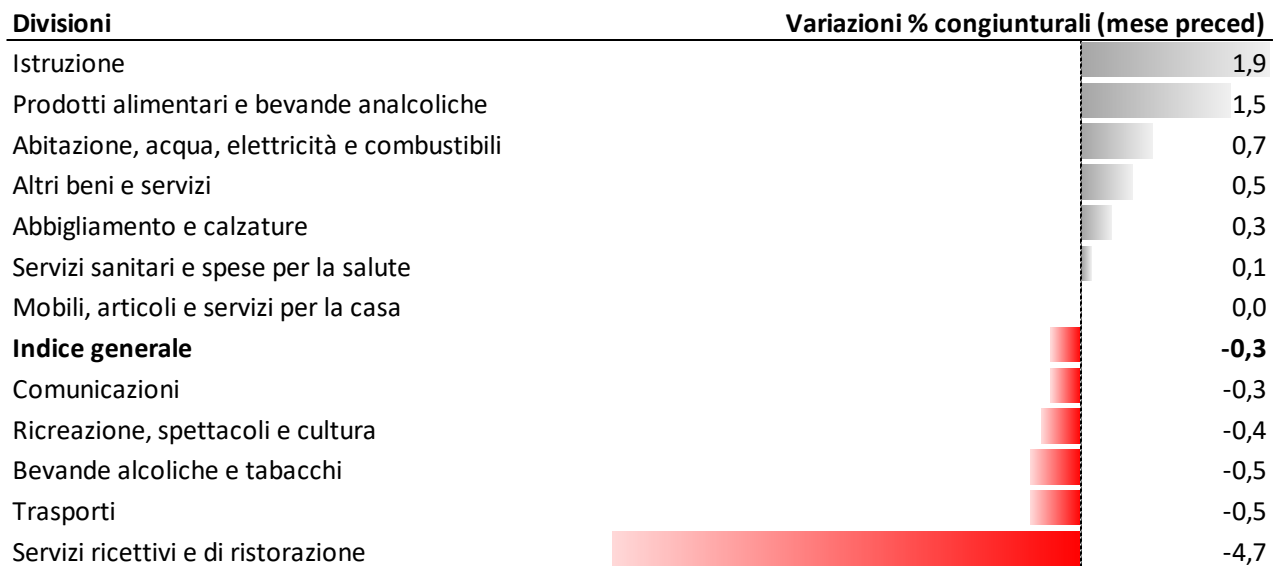 Divisioni Variazioni % congiunturali (mese preced)
Istruzione 1,9
Prodotti alimentari e bevande analcoliche 1,5
Abitazione, acqua, elettricità e combustibili 0,7
Altri beni e servizi 0,5
Abbigliamento e calzature 0,3
Servizi sanitari e spese per la salute 0,1
Mobili, articoli e servizi per la casa 0,0
Indice generale -0,3
Comunicazioni -0,3
Ricreazione, spettacoli e cultura -0,4
Bevande alcoliche e tabacchi -0,5
Trasporti -0,5
Servizi ricettivi e di ristorazione -4,7